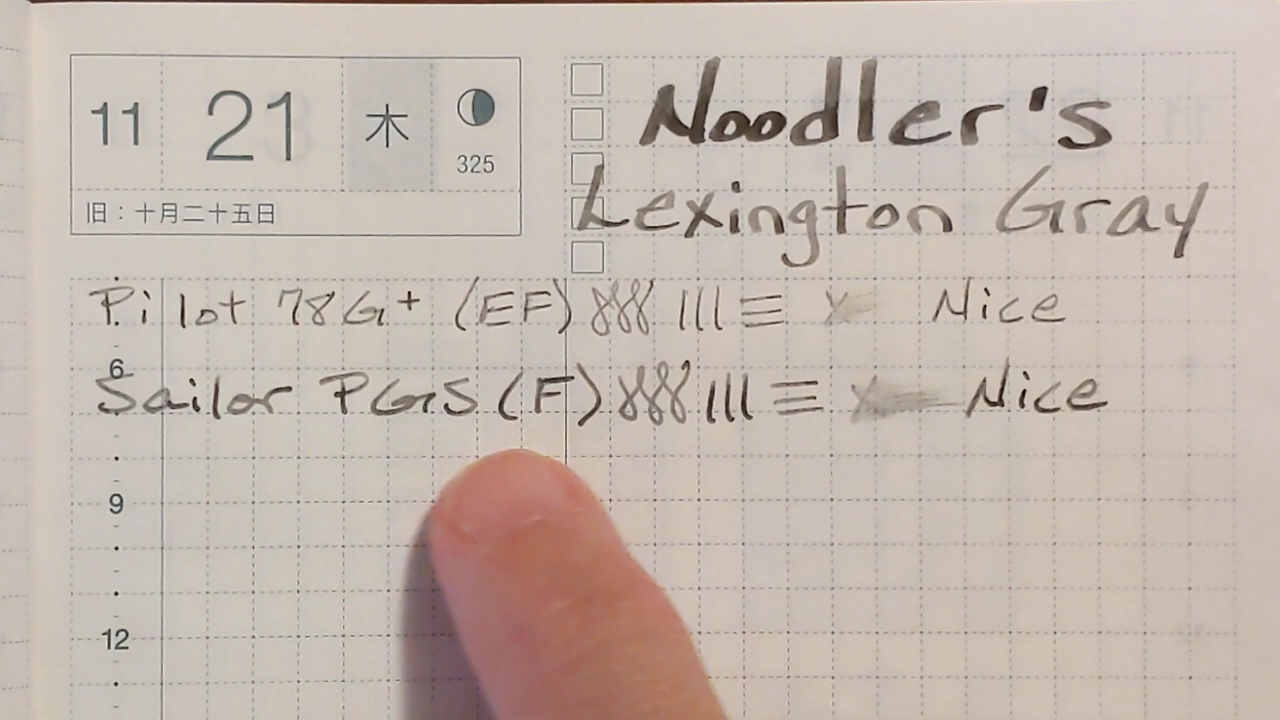 11 21 木
325
旧：十月二十五日
Noodler's
Lexington Gray
Pilot 78G+ (EF) Nice
6
Sailor PGS (F) Nice
9
12